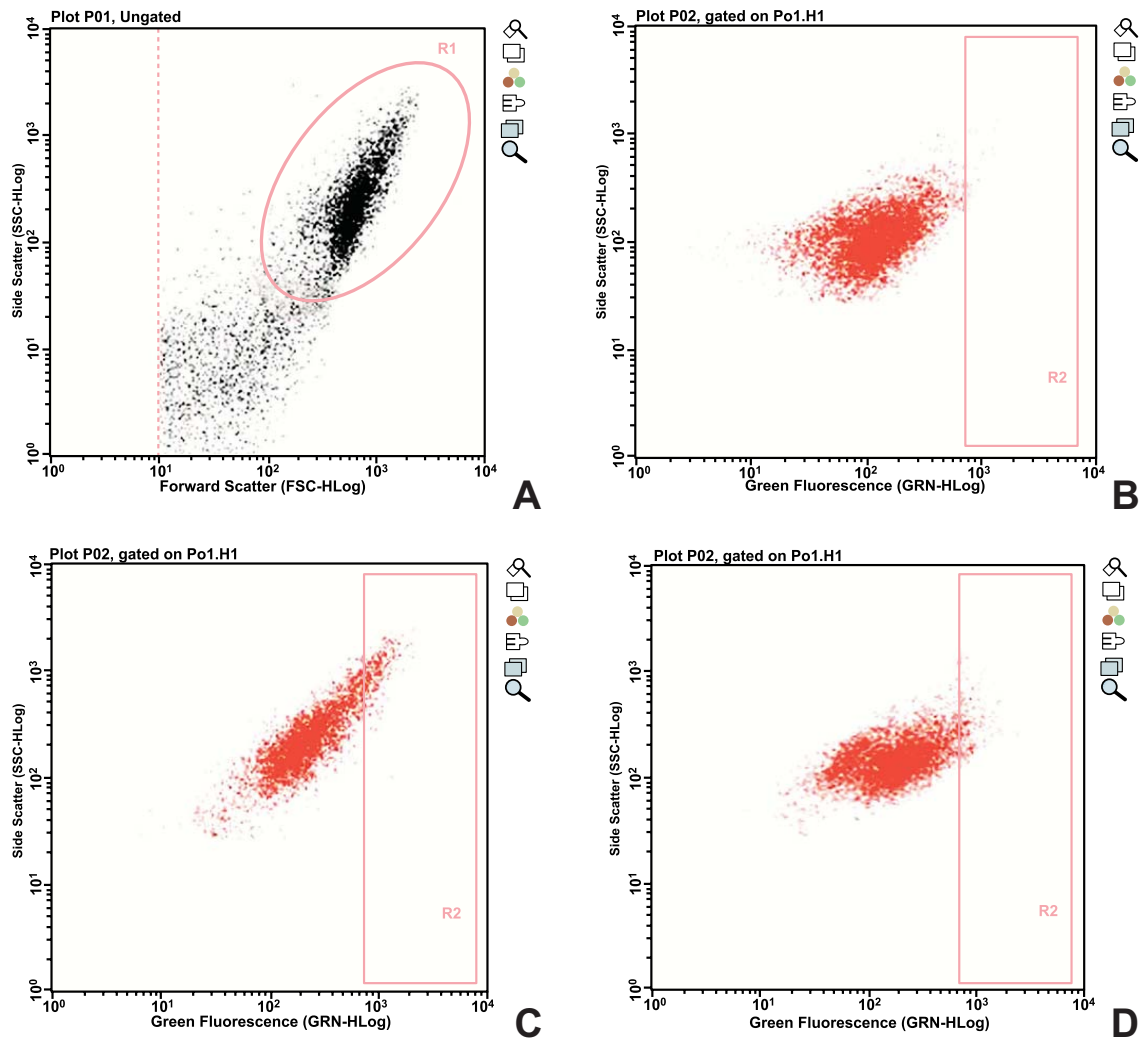 Plot P01, Ungated
R1
Side Scatter (SSC-HLog)
10⁴
10³
10²
10¹
10⁰
10⁰ 10¹ 10² 10³ 10⁴
Forward Scatter (FSC-HLog)
A
Plot P02, gated on Po1.H1
Side Scatter (SSC-HLog)
10⁴
10³
10²
10¹
10⁰
R2
10⁰ 10¹ 10² 10³ 10⁴
Green Fluorescence (GRN-HLog)
B
Plot P02, gated on Po1.H1
Side Scatter (SSC-HLog)
10⁴
10³
10²
10¹
10⁰
R2
10⁰ 10¹ 10² 10³ 10⁴
Green Fluorescence (GRN-HLog)
C
Plot P02, gated on Po1.H1
Side Scatter (SSC-HLog)
10⁴
10³
10²
10¹
10⁰
R2
10⁰ 10¹ 10² 10³ 10⁴
Green Fluorescence (GRN-HLog)
D